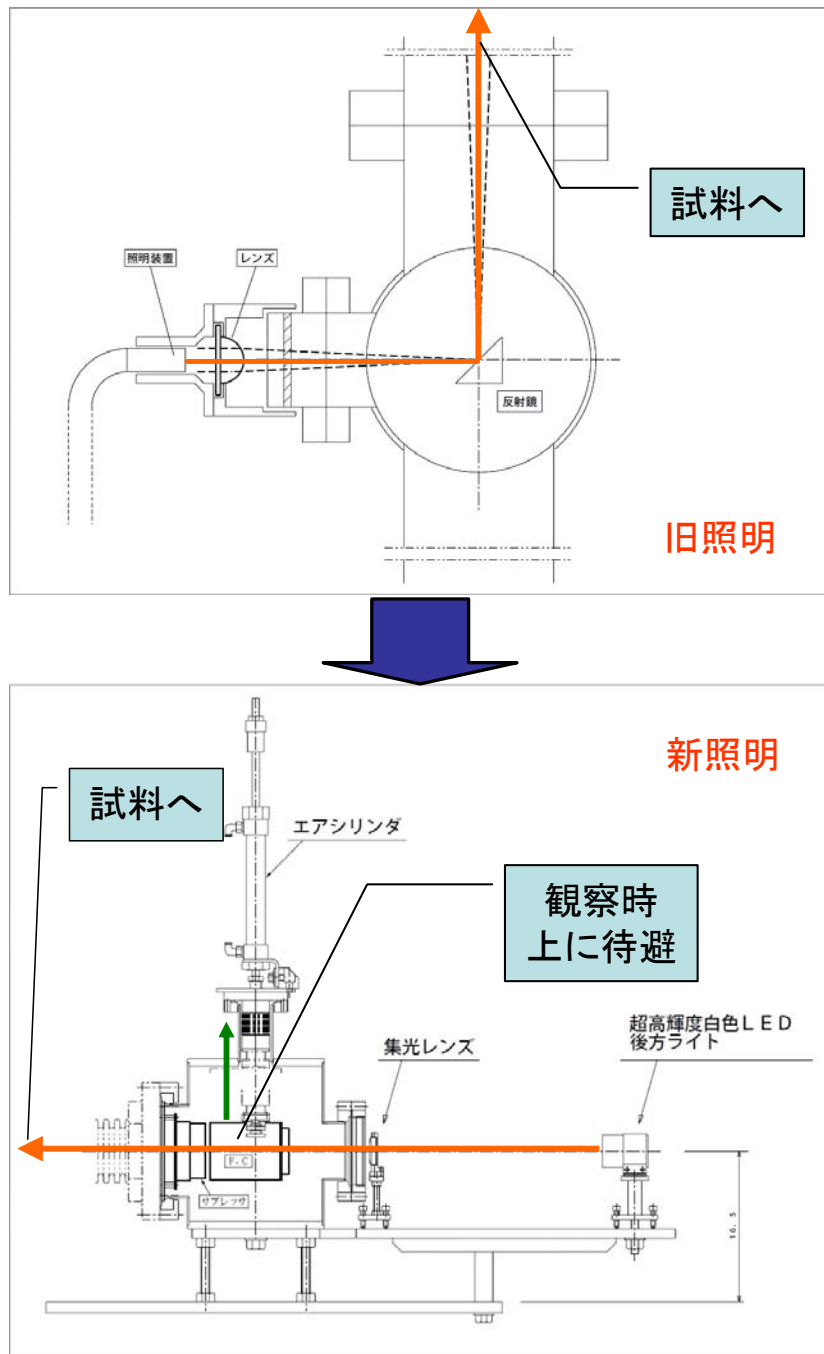 試料へ
照明装置
レンズ
反射鏡
旧照明
新照明
試料へ
エアシリンダ
観察時
上に待避
超高輝度白色LED
後方ライト
集光レンズ
F-C
サプレッサ
16.5